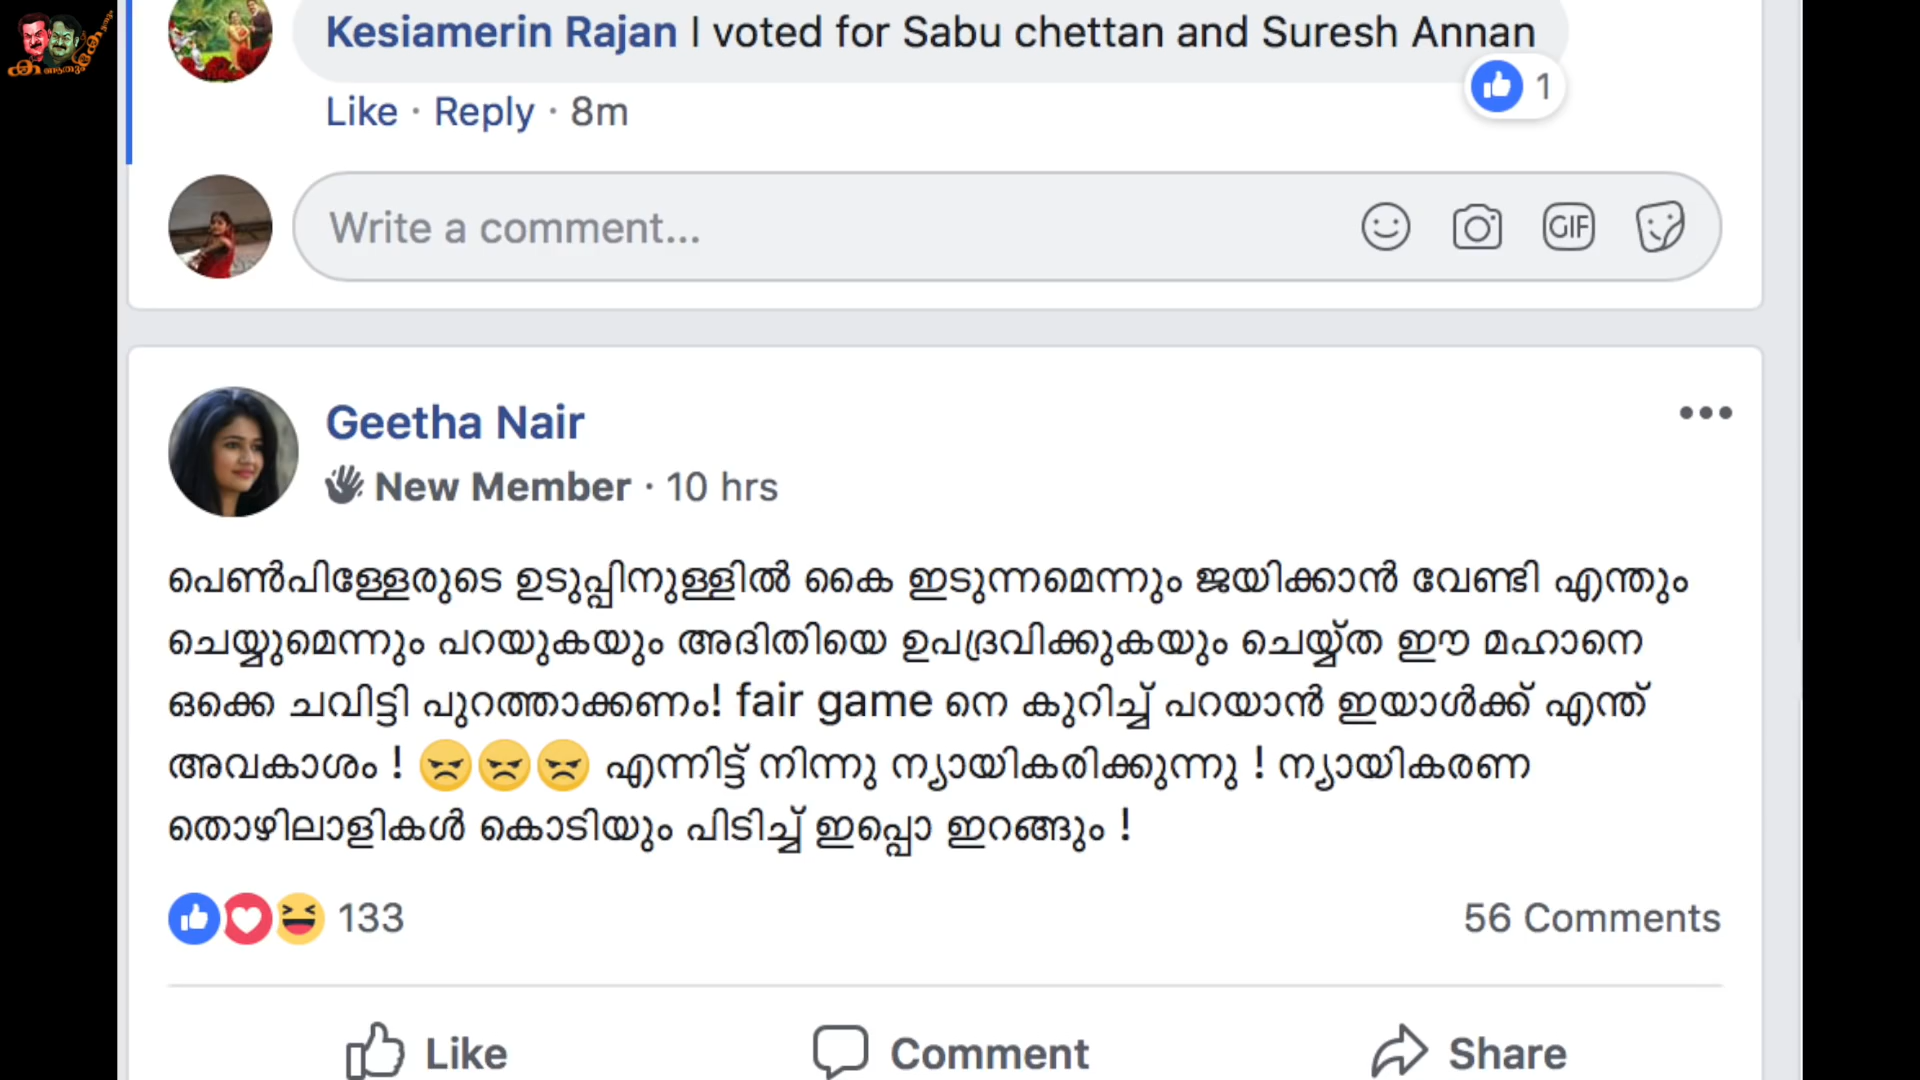 Kesiamerin Rajan I voted for Sabu chettan and Suresh Annan
1
Like · Reply · 8m
Write a comment...
GIF
Geetha Nair
New Member · 10 hrs
പെൺപിള്ളേരുടെ ഉടുപ്പിനുള്ളിൽ കൈ ഇടുന്നമെന്നും ജയിക്കാൻ വേണ്ടി എന്തും
ചെയ്യുമെന്നും പറയുകയും അദിതിയെ ഉപദ്രവിക്കുകയും ചെയ്ത ഈ മഹാനെ
ഒക്കെ ചവിട്ടി പുറത്താക്കണം! fair game നെ കുറിച്ച് പറയാൻ ഇയാൾക്ക് എന്ത്
അവകാശം ! 😠😠😠 എന്നിട്ട് നിന്നു ന്യായികരിക്കുന്നു ! ന്യായികരണ
തൊഴിലാളികൾ കൊടിയും പിടിച്ച് ഇപ്പൊ ഇറങ്ങും !
133
56 Comments
Like
Comment
Share